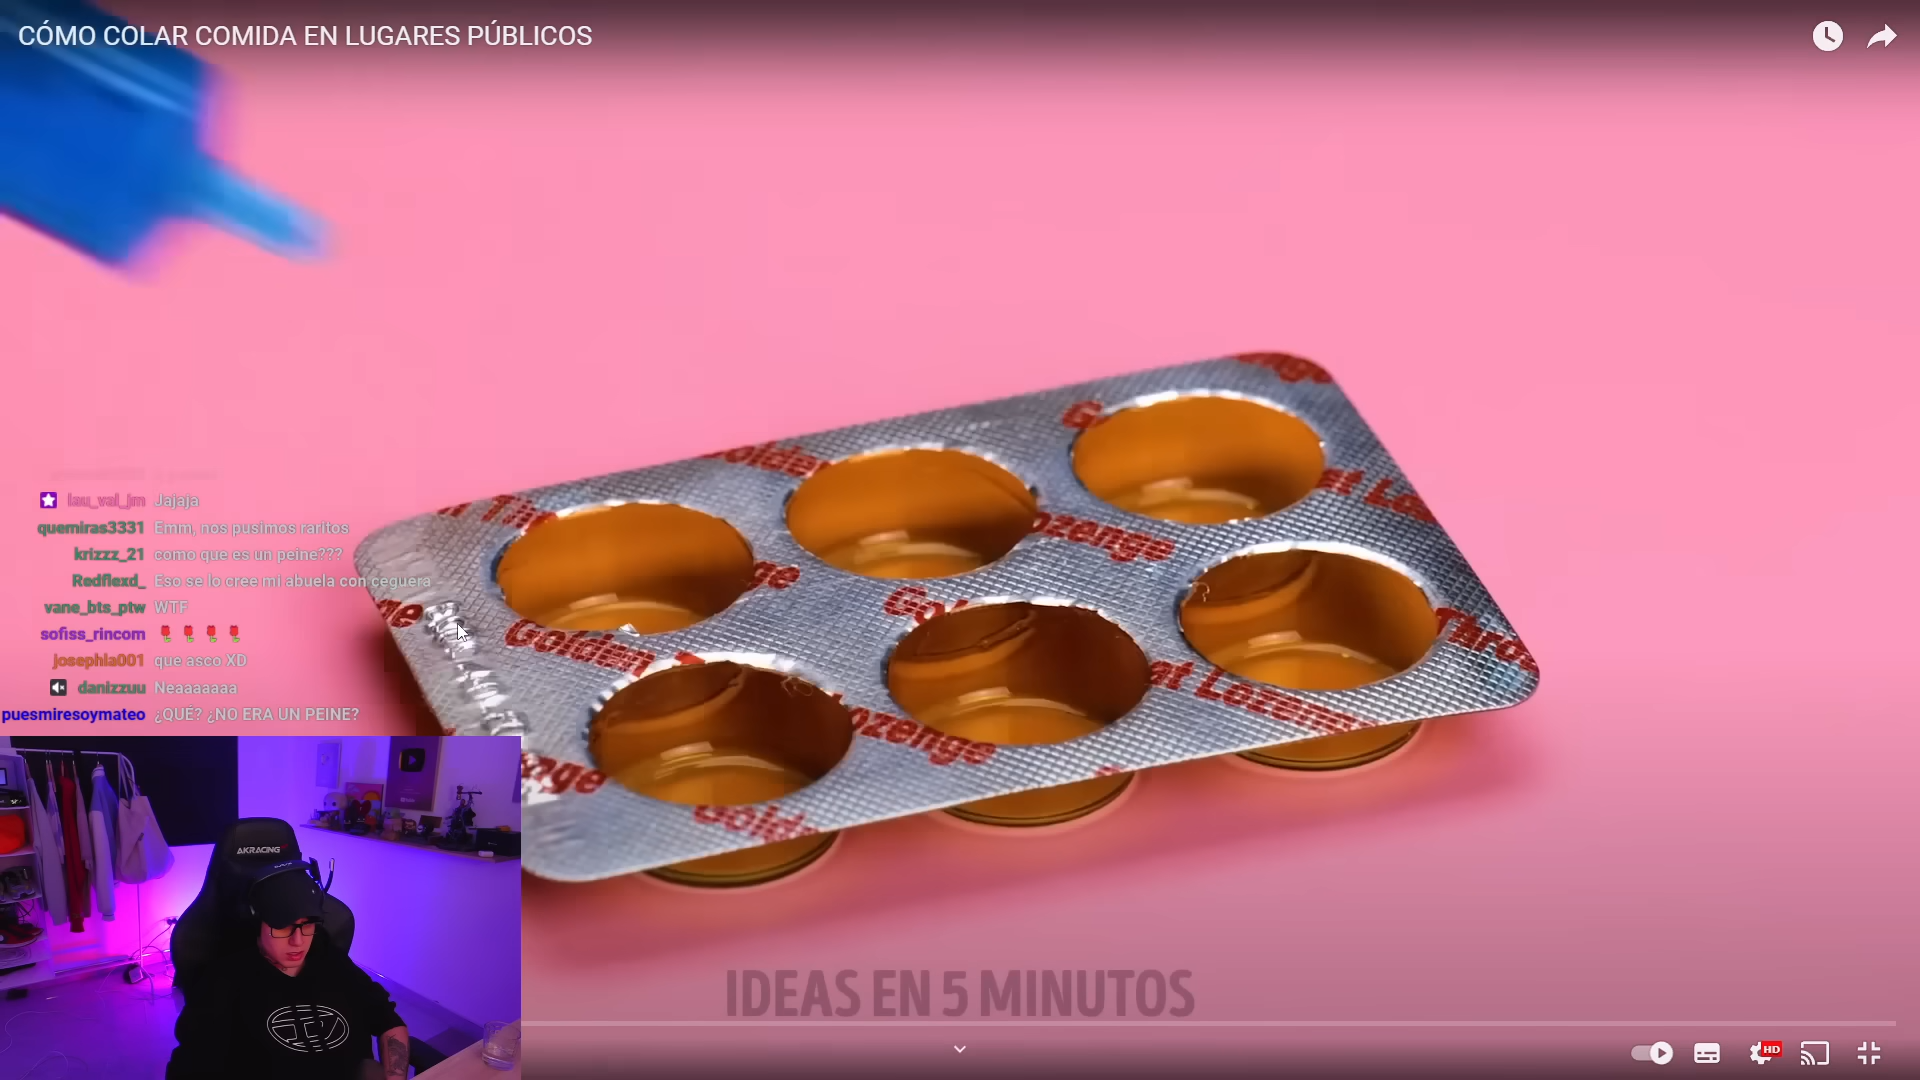 CÓMO COLAR COMIDA EN LUGARES PÚBLICOS
lau_val_jm Jajaja
quemiras3331 Emm, nos pusimos raritos
krizzz_21 como que es un peine???
Redflexd_ Eso se lo cree mi abuela con ceguera
vane_bts_ptw WTF
sofiss_rincom
josephla001 que asco XD
danizzuu Neaaaaaaa
puesmiresoymateo ¿QUÉ? ¿NO ERA UN PEINE?
AKRACING
IDEAS EN 5 MINUTOS
HD